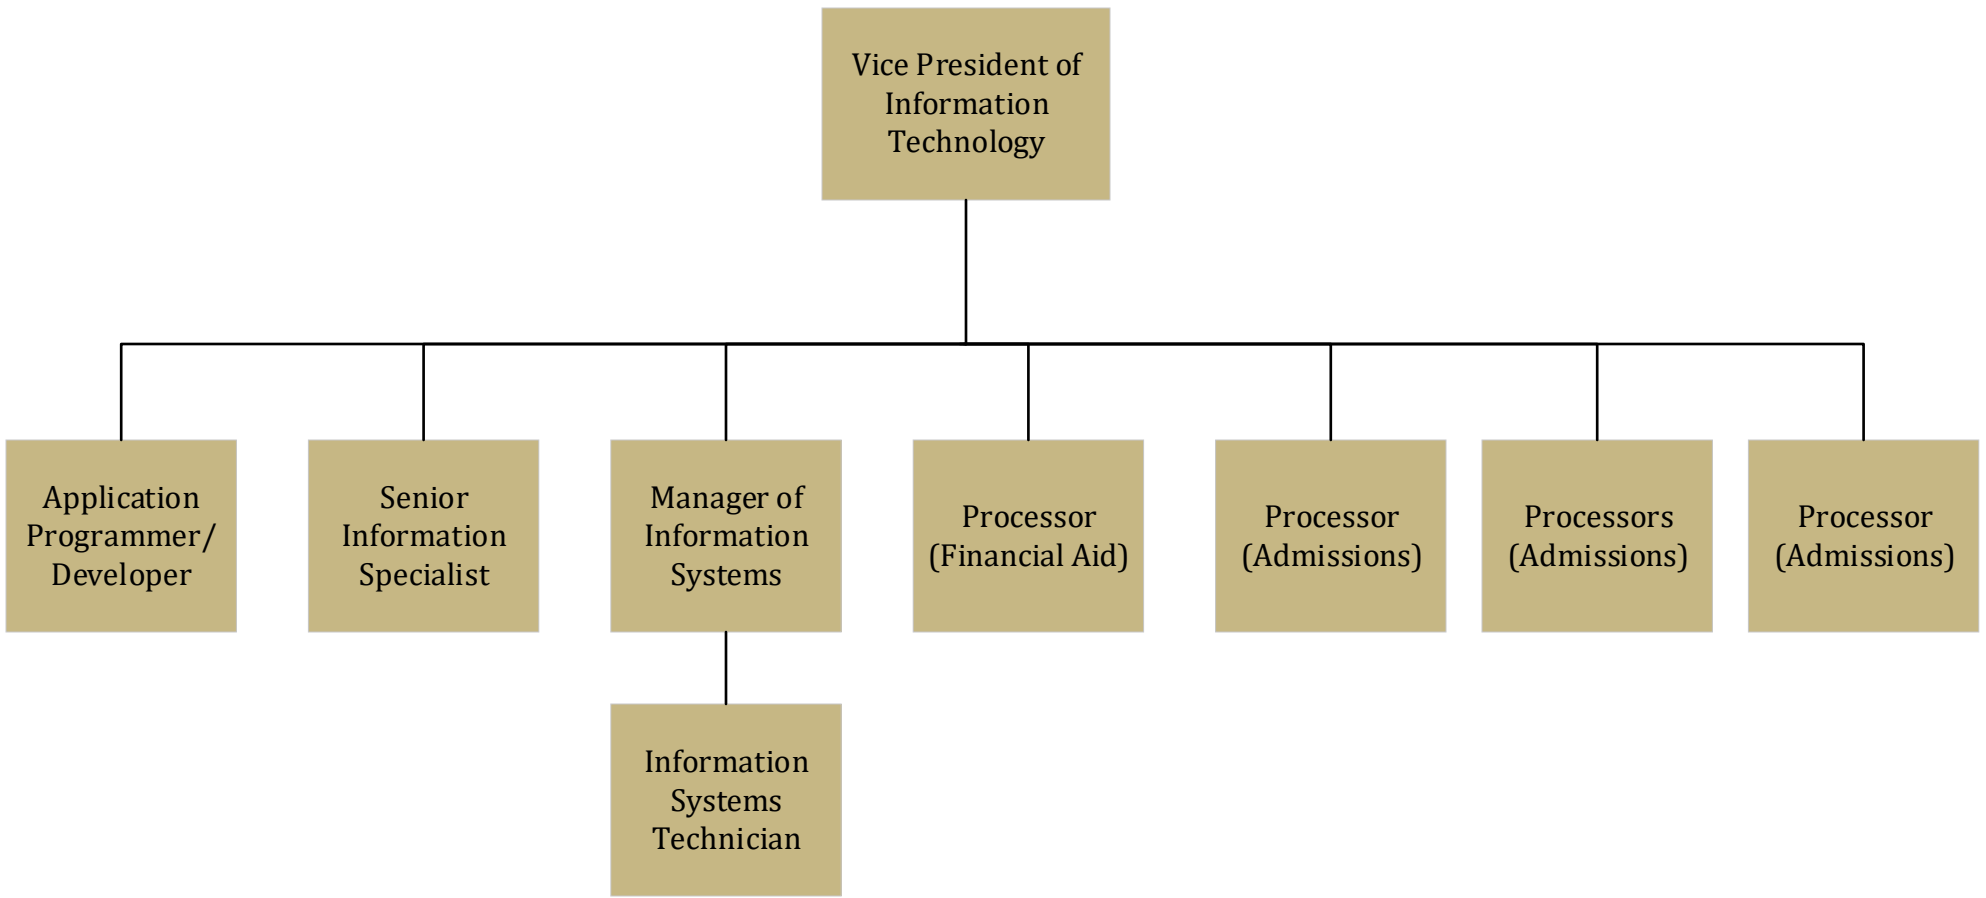 Vice President of
Information
Technology
Application
Programmer/
Developer
Senior
Information
Specialist
Manager of
Information
Systems
Processor
(Financial Aid)
Processor
(Admissions)
Processors
(Admissions)
Processor
(Admissions)
Information
Systems
Technician